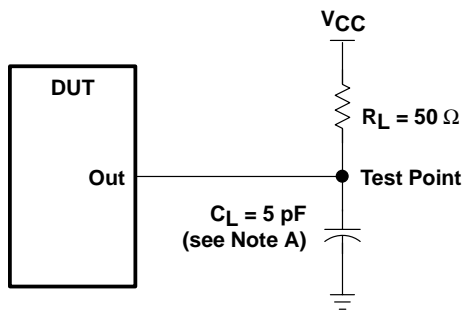 VCC
DUT
RL = 50 Ω
Out
Test Point
CL = 5 pF
(see Note A)